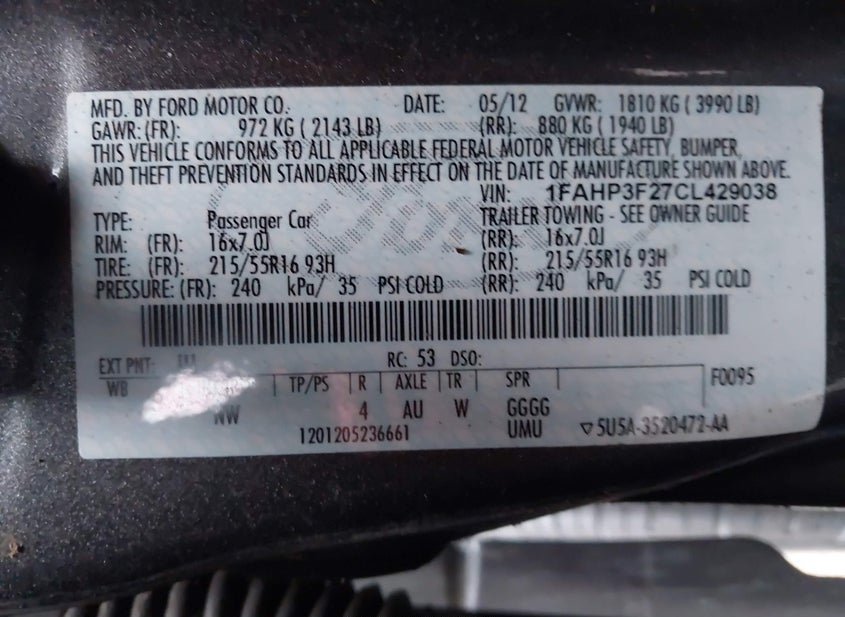 MFD. BY FORD MOTOR CO. DATE: 05/12 GVWR: 1810 KG ( 3990 LB)
GAWR: (FR): 972 KG ( 2143 LB) (RR): 880 KG ( 1940 LB)
THIS VEHICLE CONFORMS TO ALL APPLICABLE FEDERAL MOTOR VEHICLE SAFETY, BUMPER,
AND THEFT PREVENTION STANDARDS IN EFFECT ON THE DATE OF MANUFACTURE SHOWN ABOVE.
VIN: 1FAHP3F27CL429038
TYPE: Passenger Car TRAILER TOWING - SEE OWNER GUIDE
RIM: (FR): 16x7.0J (RR): 16x7.0J
TIRE: (FR): 215/55R16 93H (RR): 215/55R16 93H
PRESSURE: (FR): 240 kPa/ 35 PSI COLD (RR): 240 kPa/ 35 PSI COLD
EXT PNT: RC: 53 DSO:
WB TP/PS R AXLE TR SPR F0095
NW 4 AU W GGGG
1201205236661 UMU ▽5U5A-3520472-AA